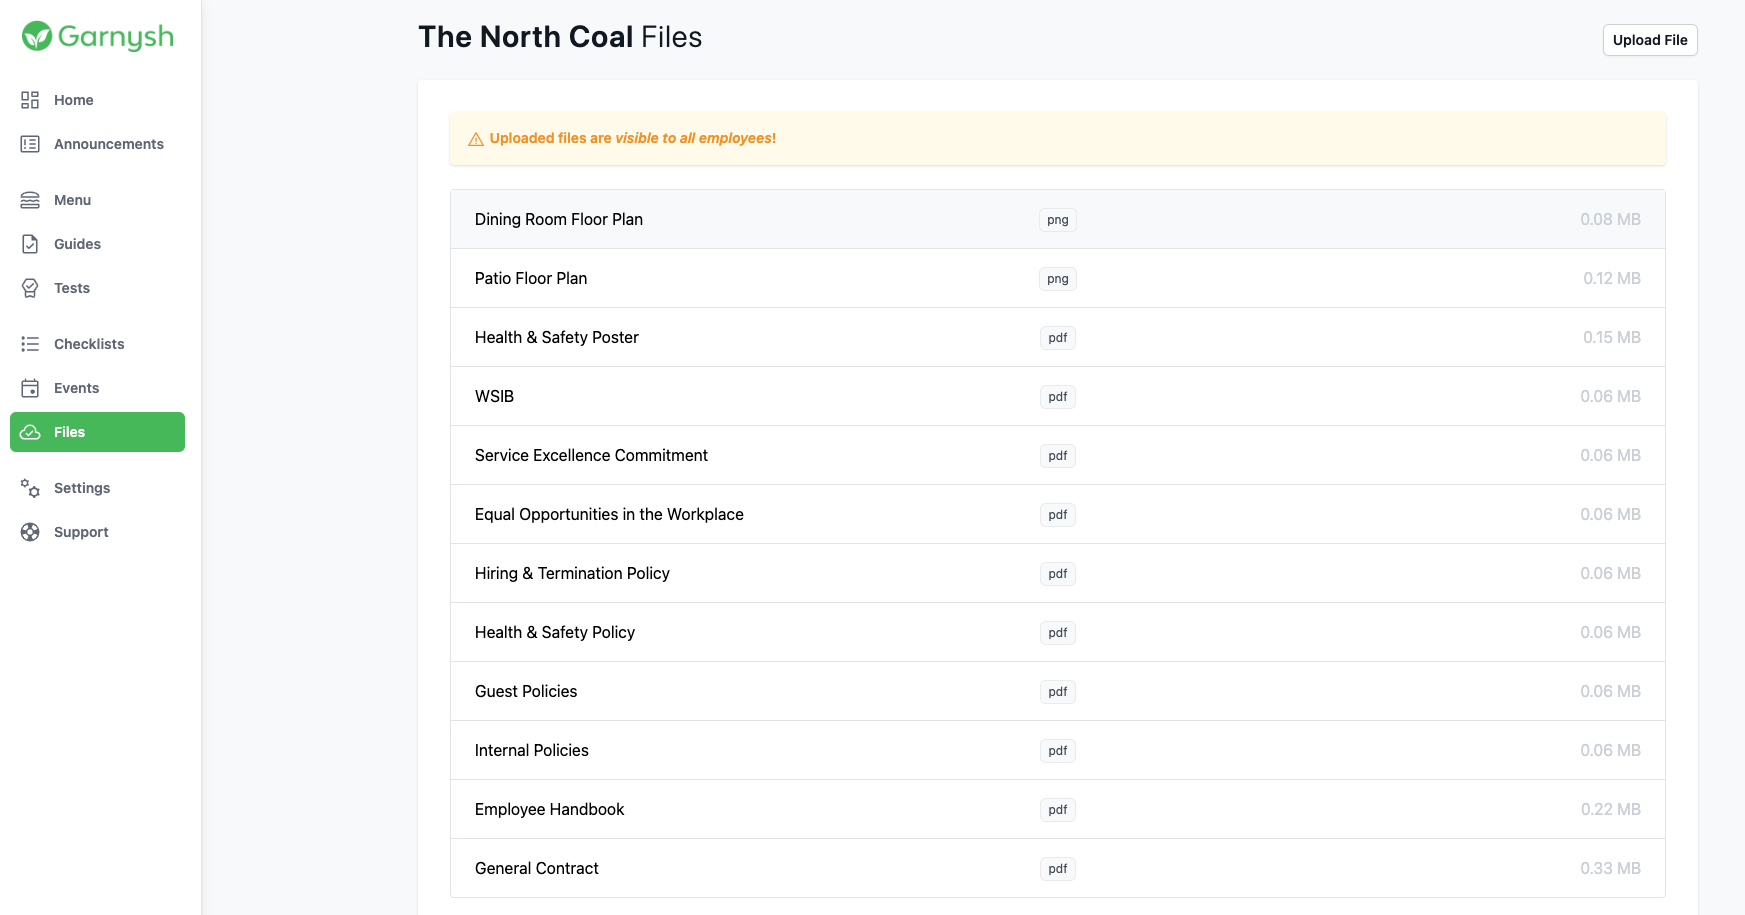 Garnysh
Home
Announcements
Menu
Guides
Tests
Checklists
Events
Files
Settings
Support
The North Coal Files
Upload File
Uploaded files are visible to all employees!
Dining Room Floor Plan png 0.08 MB
Patio Floor Plan png 0.12 MB
Health & Safety Poster pdf 0.15 MB
WSIB pdf 0.06 MB
Service Excellence Commitment pdf 0.06 MB
Equal Opportunities in the Workplace pdf 0.06 MB
Hiring & Termination Policy pdf 0.06 MB
Health & Safety Policy pdf 0.06 MB
Guest Policies pdf 0.06 MB
Internal Policies pdf 0.06 MB
Employee Handbook pdf 0.22 MB
General Contract pdf 0.33 MB